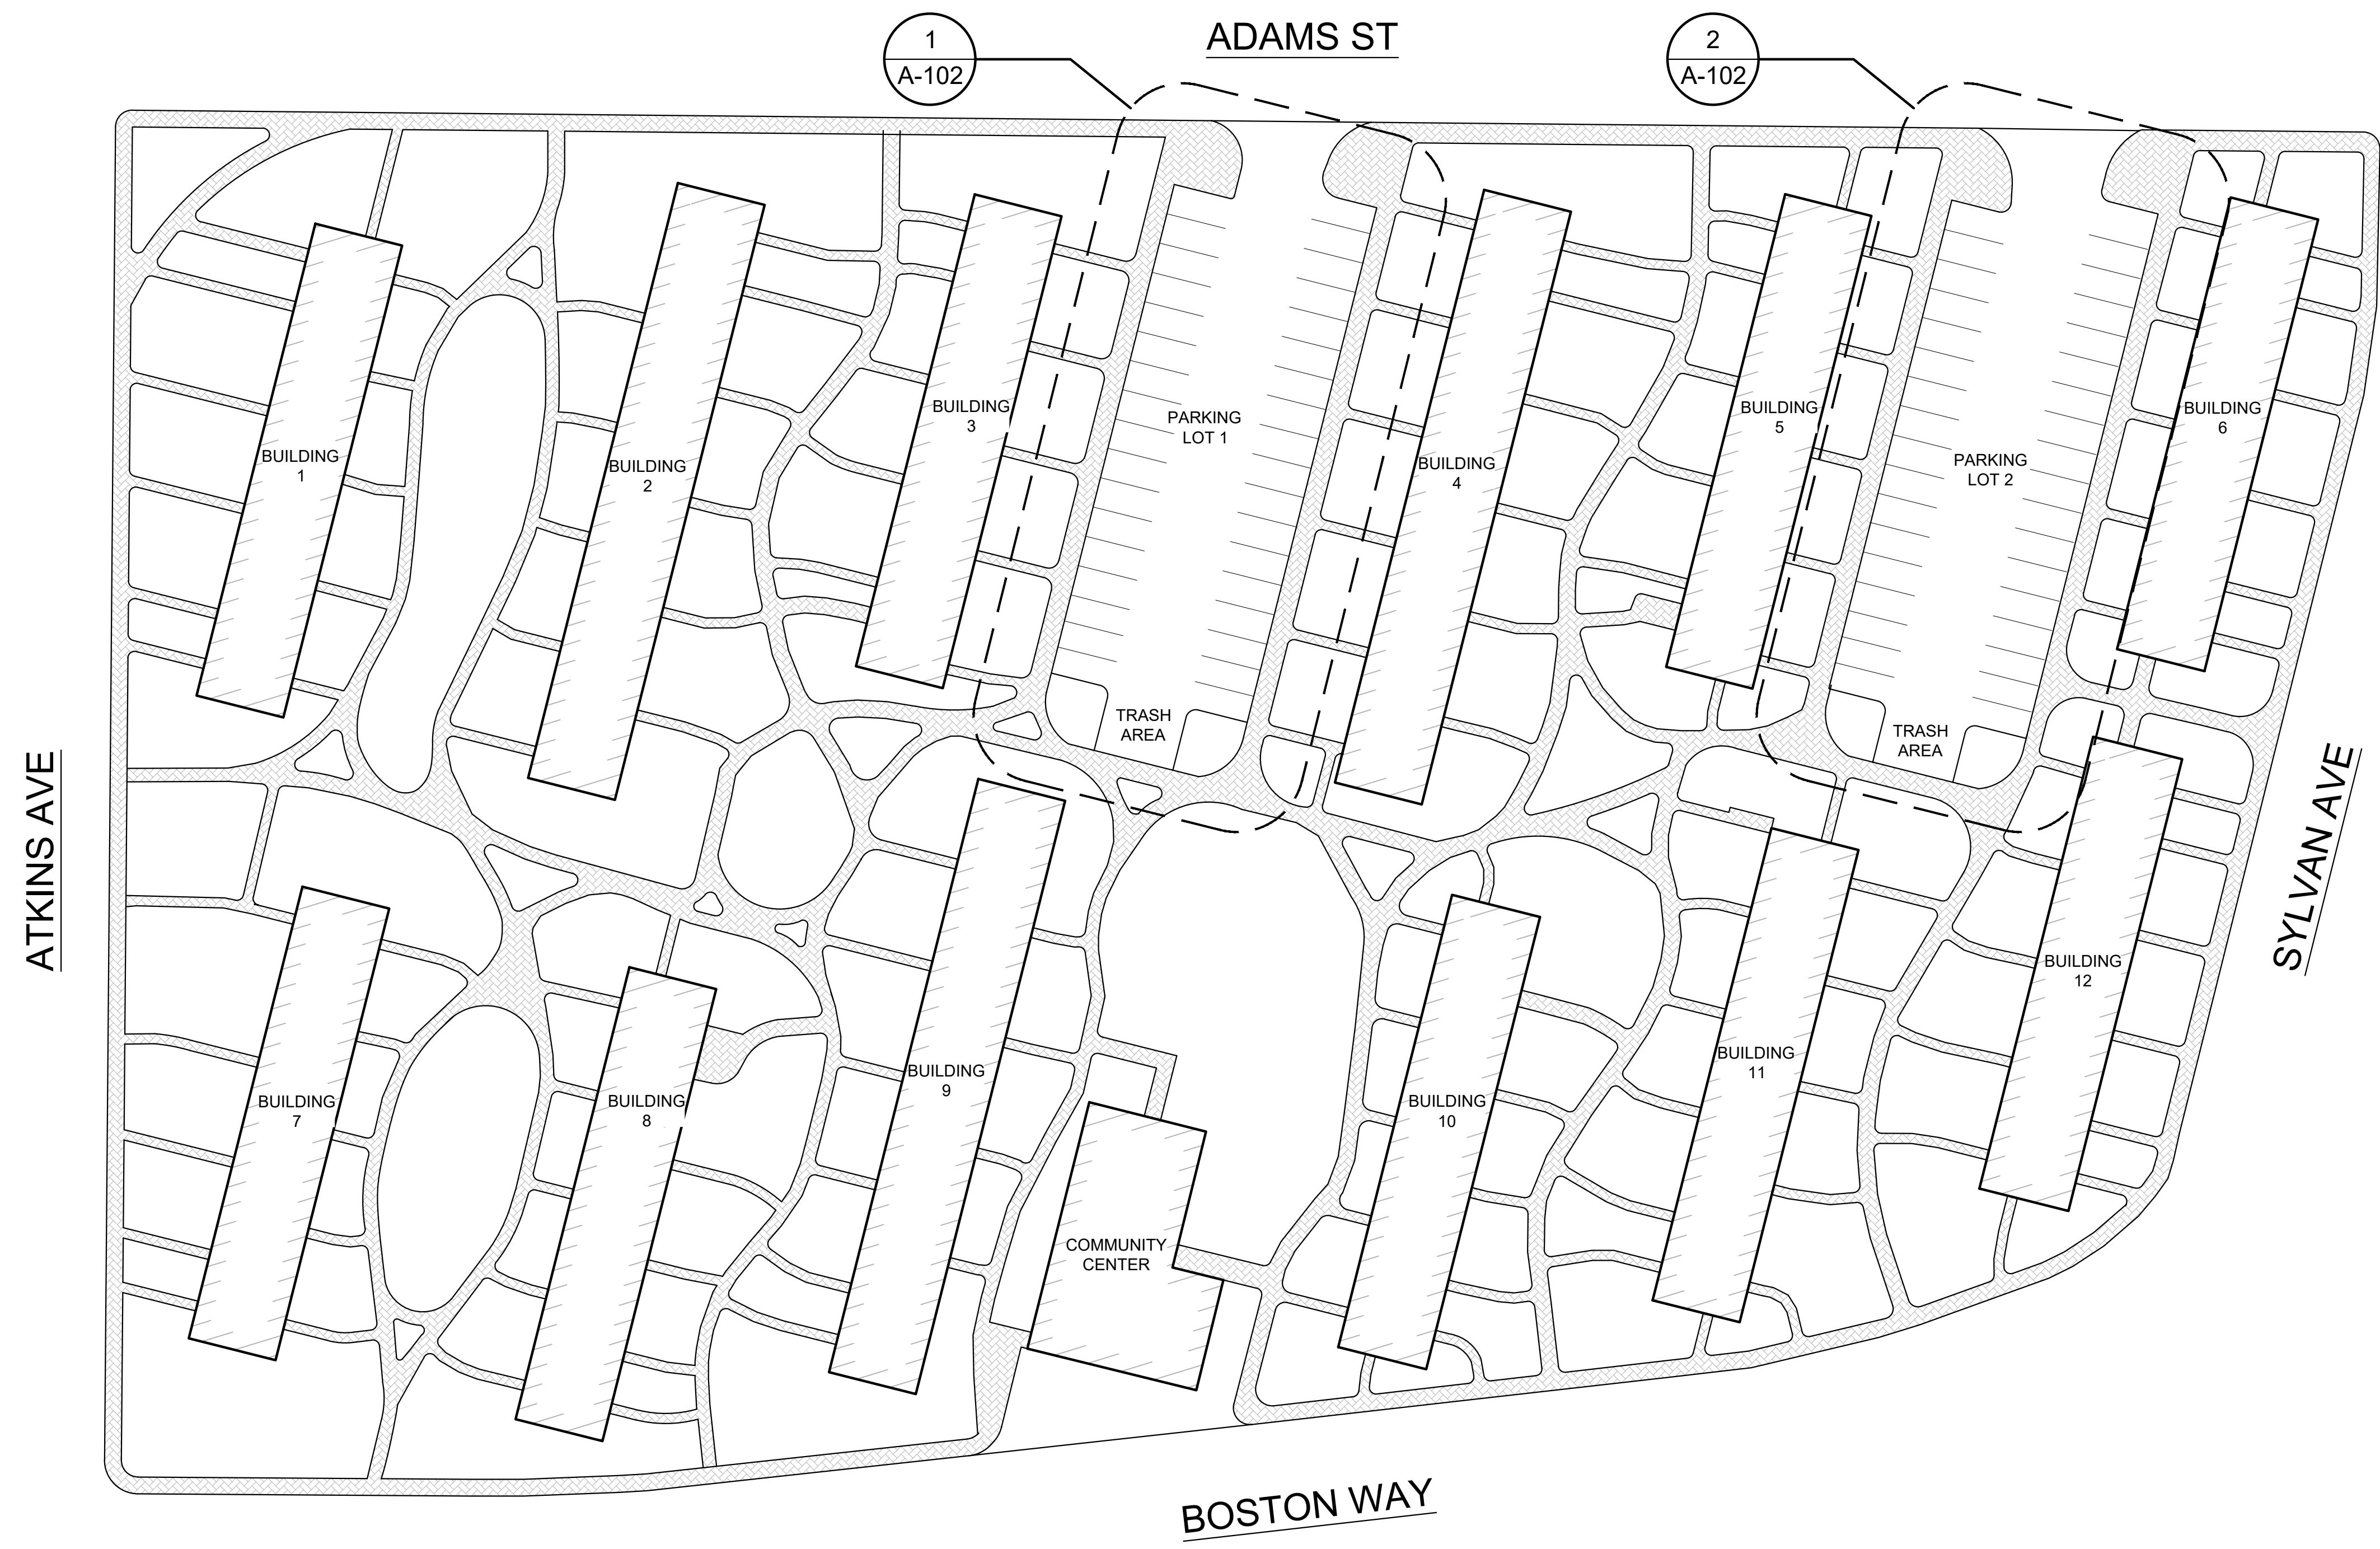 1
A-102
ADAMS ST
2
A-102
BUILDING
1
BUILDING
2
BUILDING
3
PARKING
LOT 1
BUILDING
4
BUILDING
5
PARKING
LOT 2
BUILDING
6
TRASH
AREA
TRASH
AREA
ATKINS AVE
SYLVAN AVE
BUILDING
7
BUILDING
8
BUILDING
9
BUILDING
10
BUILDING
11
BUILDING
12
COMMUNITY
CENTER
BOSTON WAY